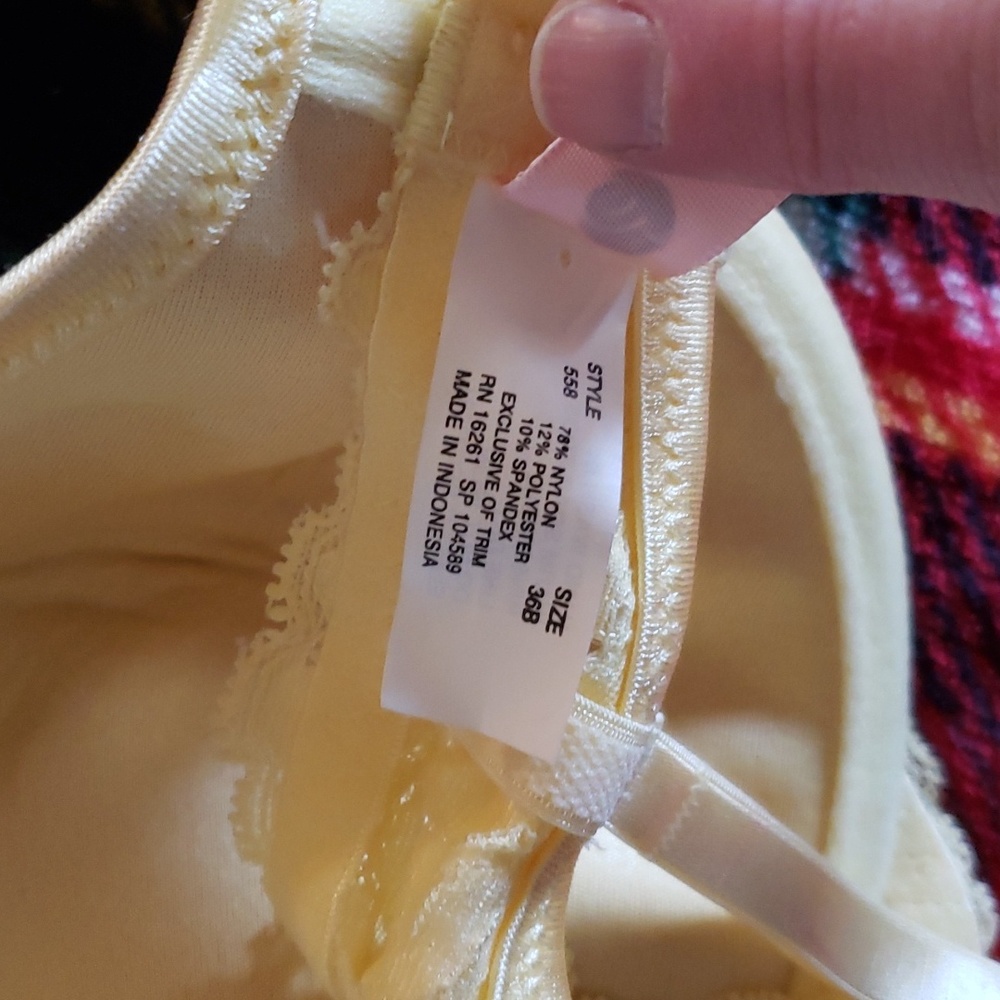 STYLE SIZE
558 36B
78% NYLON
12% POLYESTER
10% SPANDEX
EXCLUSIVE OF TRIM
RN 16261 SP 104589
MADE IN INDONESIA